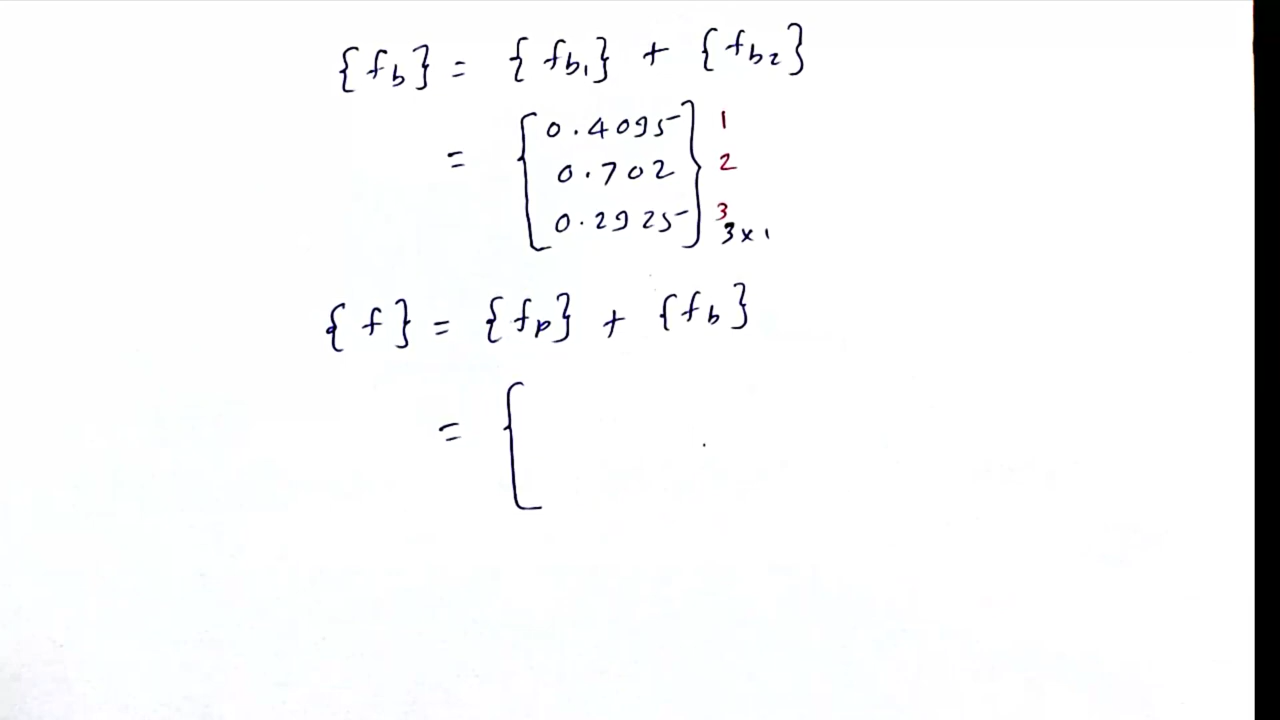 {fb} = {fb1} + {fb2}
= {0.4095 1
0.702 2
0.2925} 3
3x1
{f} = {fp} + {fb}
= {